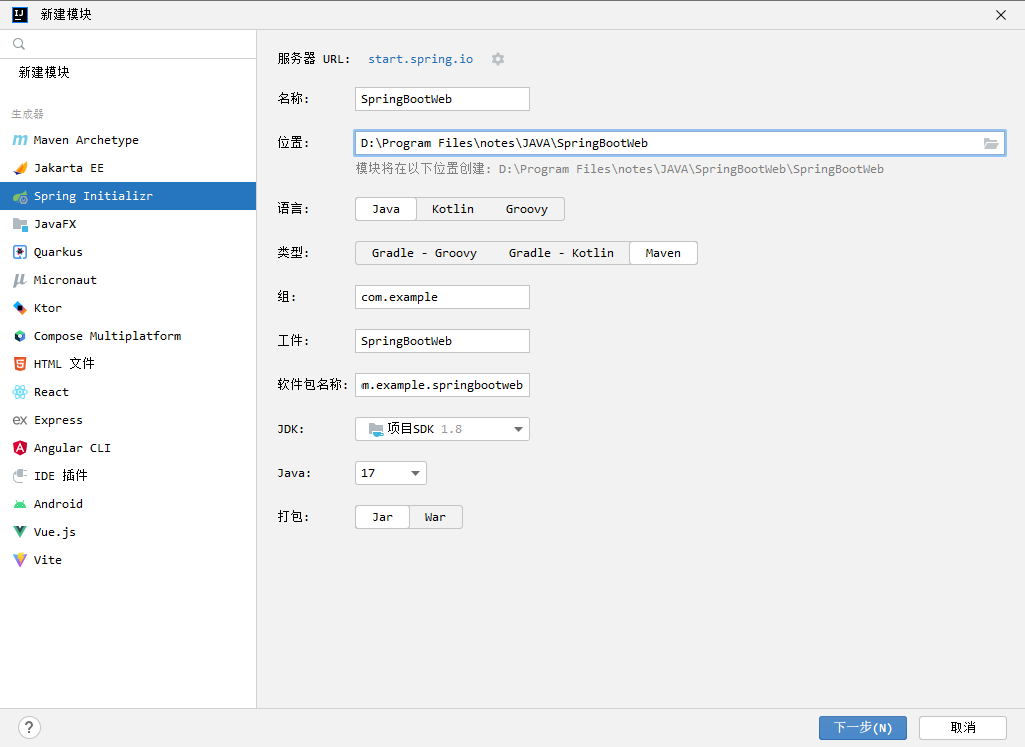 新建模块
新建模块
生成器
Maven Archetype
Jakarta EE
Spring Initializr
JavaFX
Quarkus
Micronaut
Ktor
Compose Multiplatform
HTML 文件
React
Express
Angular CLI
IDE 插件
Android
Vue.js
Vite
服务器 URL: start.spring.io
名称: SpringBootWeb
位置: D:\Program Files\notes\JAVA\SpringBootWeb
模块将在以下位置创建: D:\Program Files\notes\JAVA\SpringBootWeb\SpringBootWeb
语言: Java Kotlin Groovy
类型: Gradle - Groovy Gradle - Kotlin Maven
组: com.example
工件: SpringBootWeb
软件包名称: m.example.springbootweb
JDK: 项目SDK 1.8
Java: 17
打包: Jar War
? 下一步(N) 取消